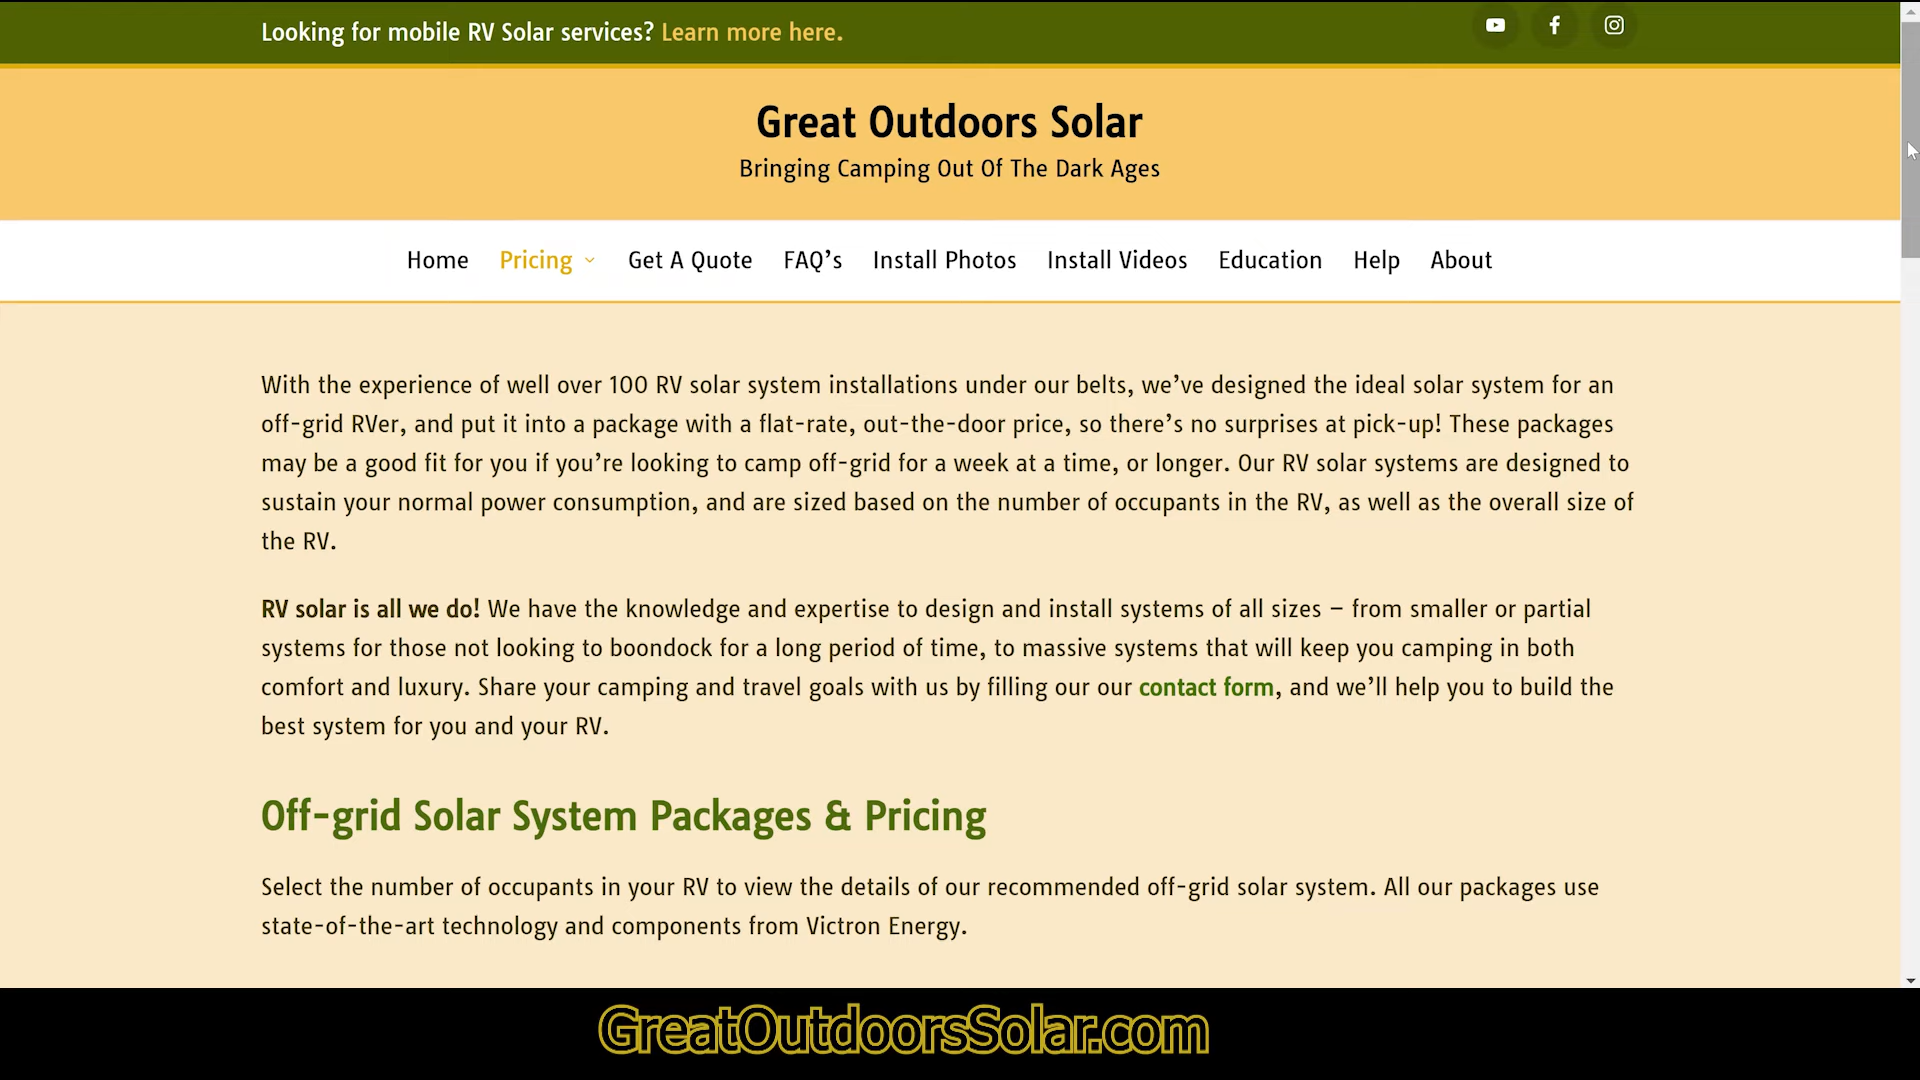 Looking for mobile RV Solar services? Learn more here.
Great Outdoors Solar
Bringing Camping Out Of The Dark Ages
Home Pricing Get A Quote FAQ’s Install Photos Install Videos Education Help About
With the experience of well over 100 RV solar system installations under our belts, we’ve designed the ideal solar system for an
off-grid RVer, and put it into a package with a flat-rate, out-the-door price, so there’s no surprises at pick-up! These packages
may be a good fit for you if you’re looking to camp off-grid for a week at a time, or longer. Our RV solar systems are designed to
sustain your normal power consumption, and are sized based on the number of occupants in the RV, as well as the overall size of
the RV.
RV solar is all we do! We have the knowledge and expertise to design and install systems of all sizes – from smaller or partial
systems for those not looking to boondock for a long period of time, to massive systems that will keep you camping in both
comfort and luxury. Share your camping and travel goals with us by filling our our contact form, and we’ll help you to build the
best system for you and your RV.
Off-grid Solar System Packages & Pricing
Select the number of occupants in your RV to view the details of our recommended off-grid solar system. All our packages use
state-of-the-art technology and components from Victron Energy.
GreatOutdoorsSolar.com